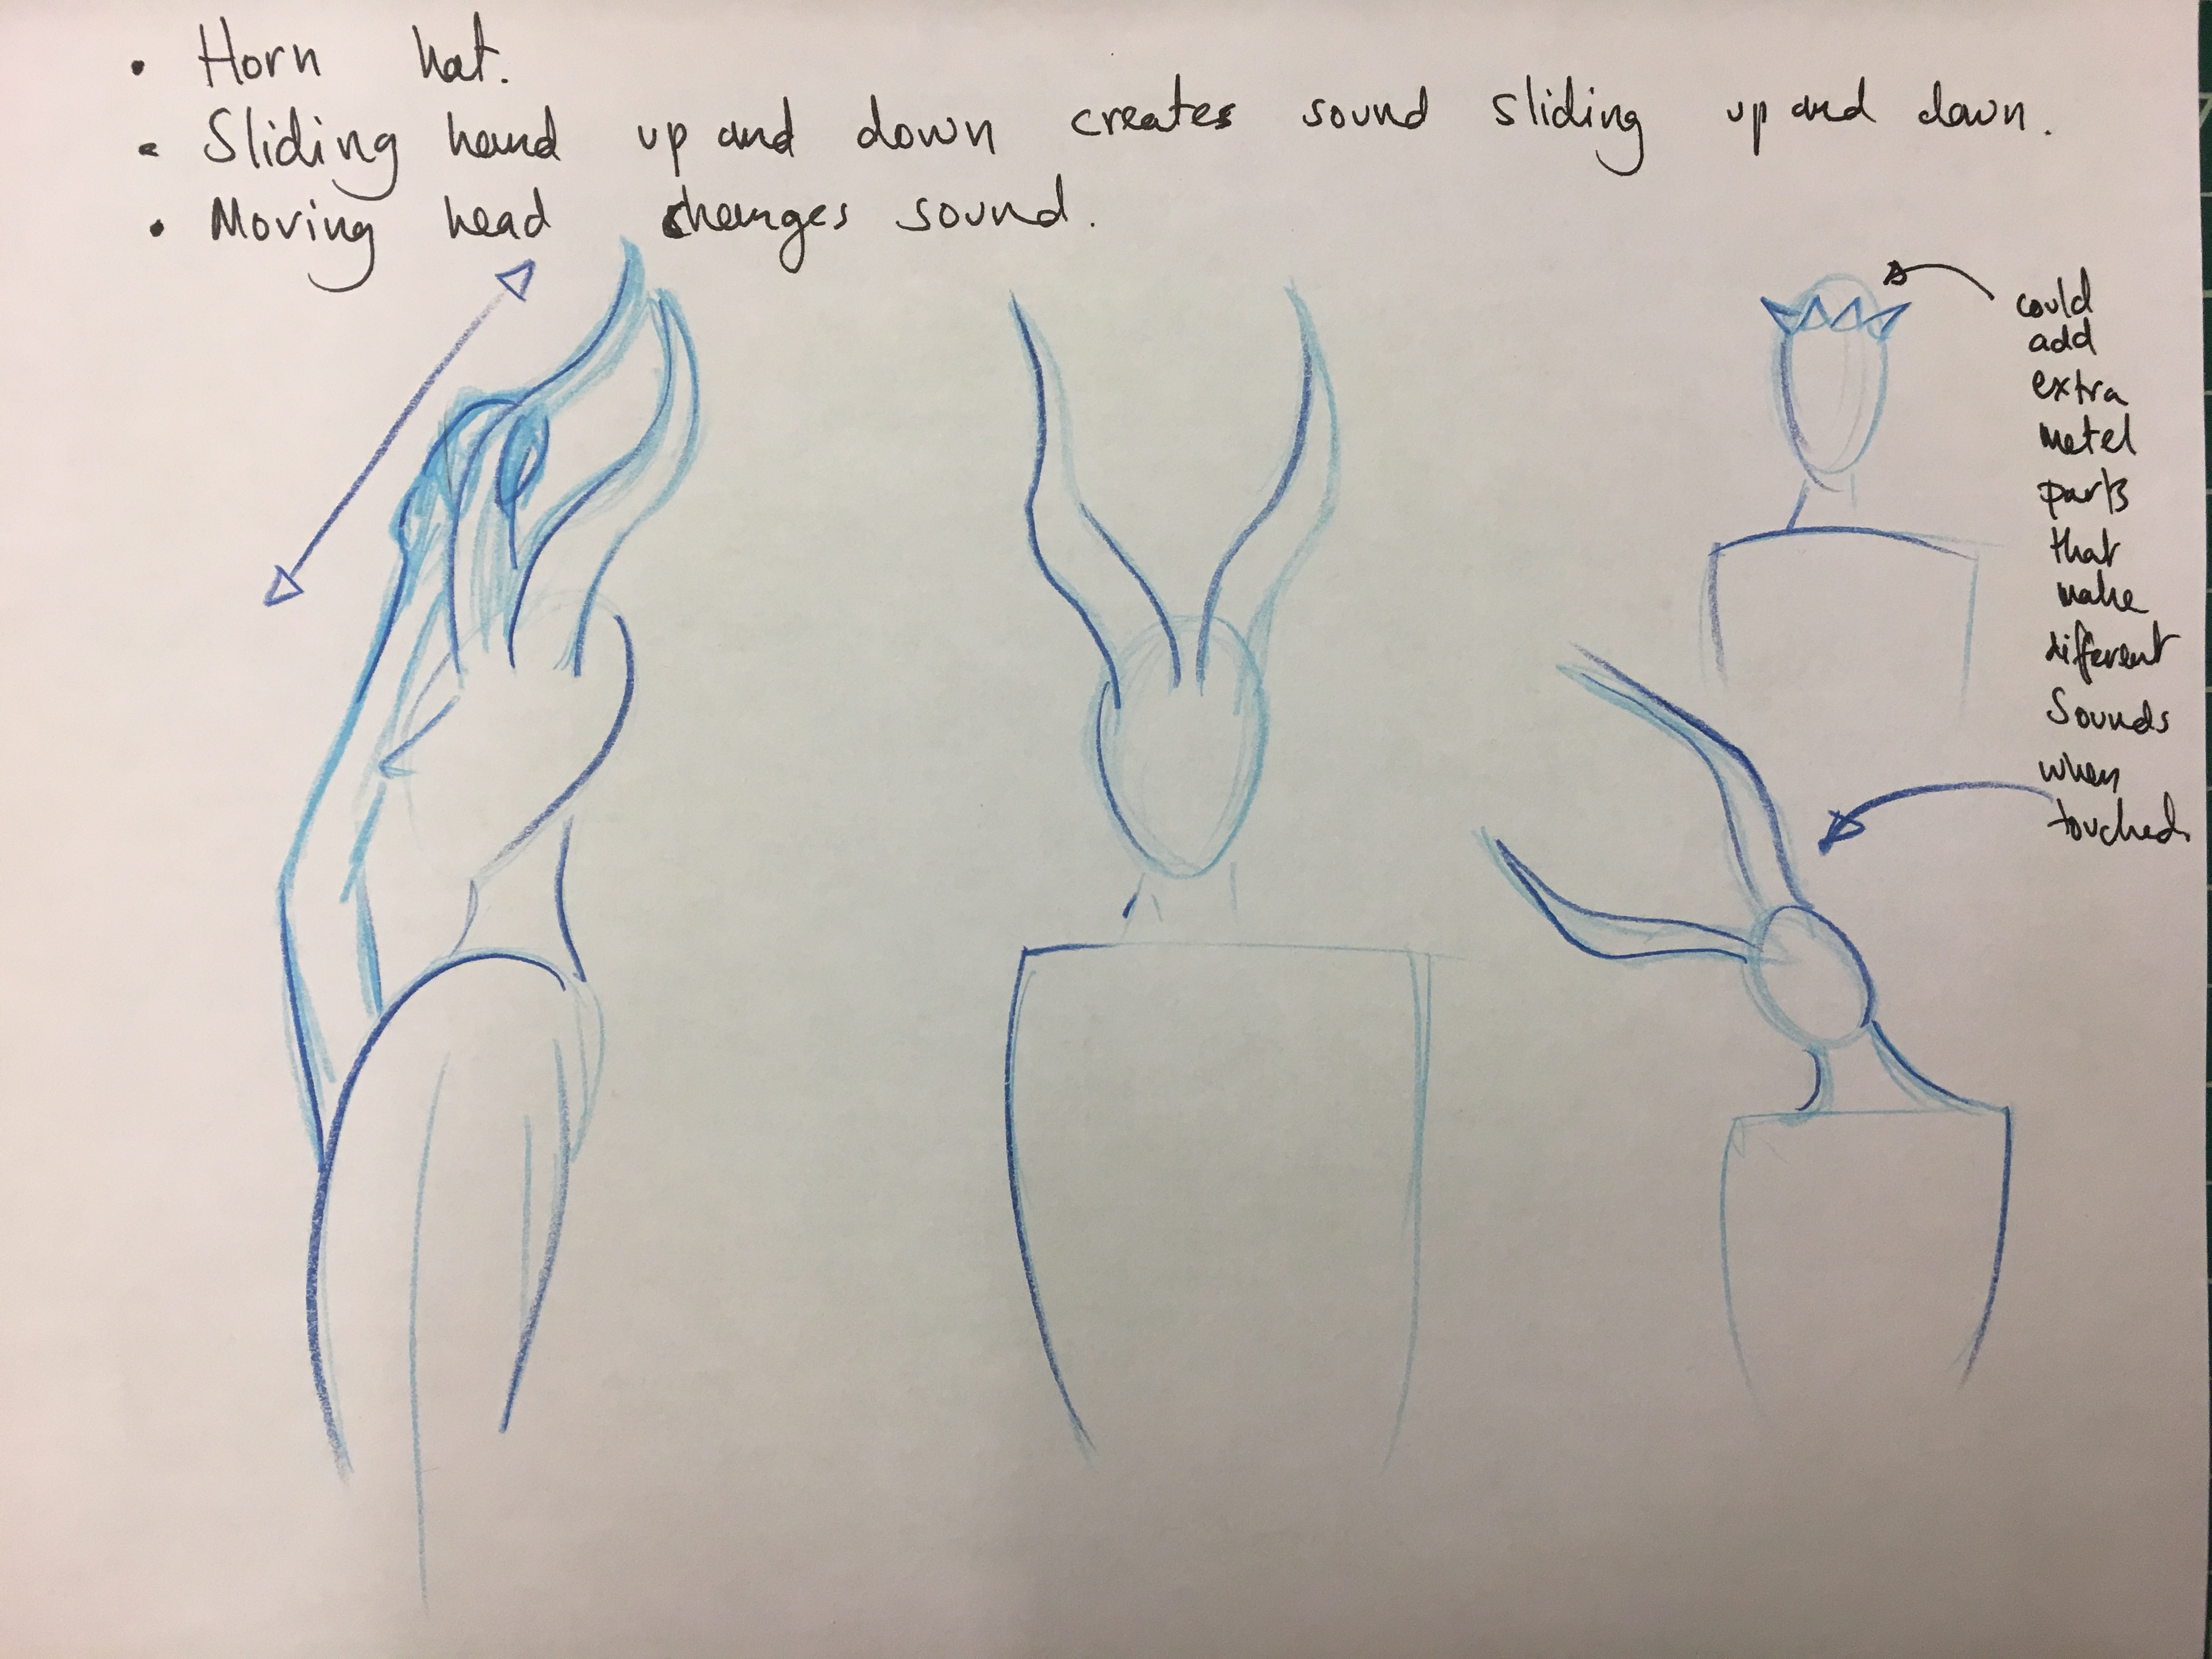 • Horn hat.
• Sliding hand up and down creates sound sliding up and down.
• Moving head changes sound.
could
add
extra
metal
parts
that
make
different
sounds
when
touched.